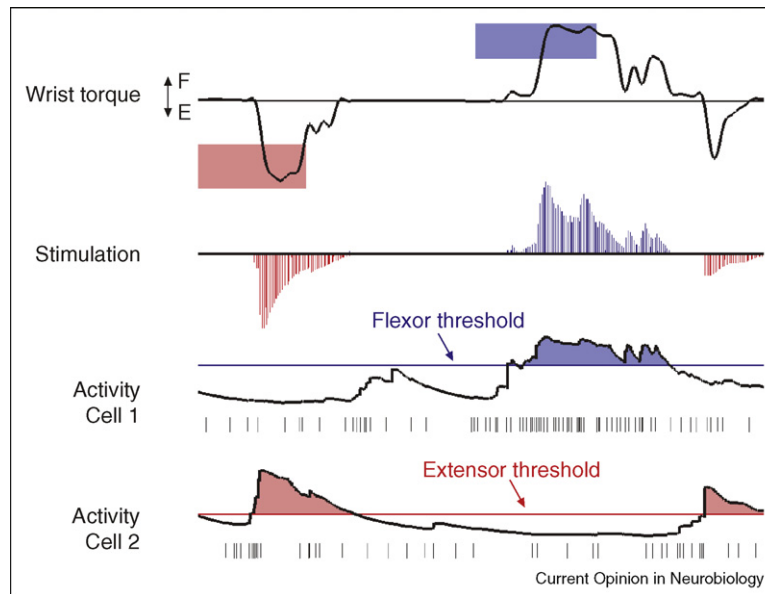 Wrist torque
F
E
Stimulation
Flexor threshold
Activity
Cell 1
Extensor threshold
Activity
Cell 2
Current Opinion in Neurobiology